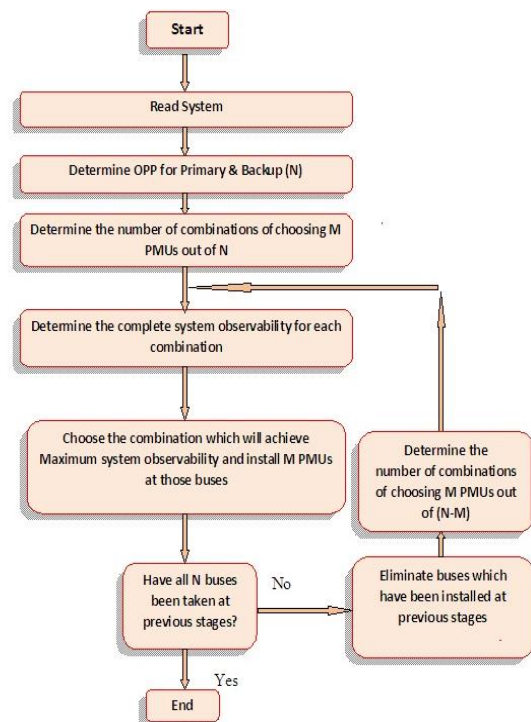 Start
Read System
Determine OPP for Primary & Backup (N)
Determine the number of combinations of choosing M
PMUs out of N
Determine the complete system observability for each
combination
Choose the combination which will achieve
Maximum system observability and install M PMUs
at those buses
Determine the
number of combinations
of choosing M PMUs out
of (N-M)
Have all N buses
been taken at
previous stages?
No
Eliminate buses which
have been installed at
previous stages
Yes
End